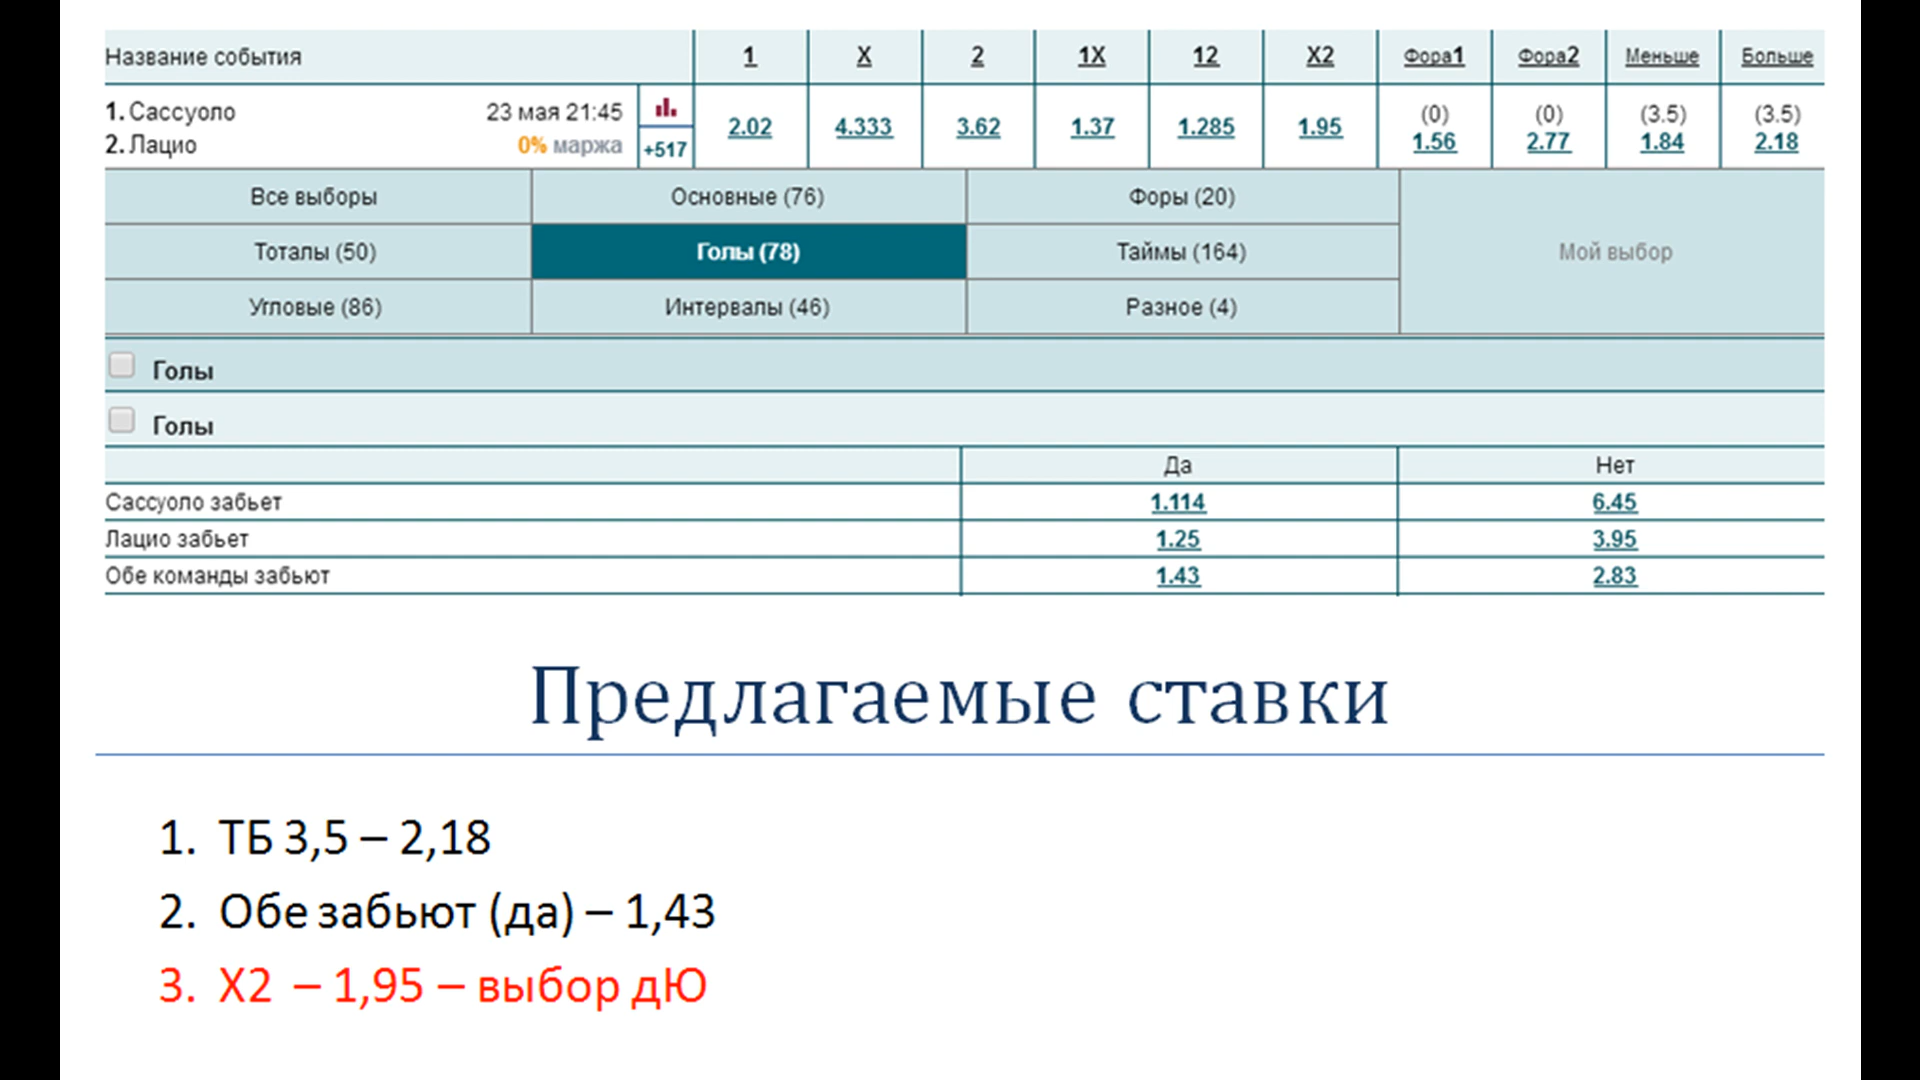 Название события 1 X 2 1X 12 X2 Фора1 Фора2 Меньше Больше
1. Сассуоло 23 мая 21:45 (0) (0) (3.5) (3.5)
2.02 4.333 3.62 1.37 1.285 1.95
2. Лацио 0% маржа +517 1.56 2.77 1.84 2.18
Все выборы Основные (76) Форы (20)
Тоталы (50) Голы (78) Таймы (164) Мой выбор
Угловые (86) Интервалы (46) Разное (4)
Голы
Голы
Да Нет
Сассуоло забьет 1.114 6.45
Лацио забьет 1.25 3.95
Обе команды забьют 1.43 2.83
Предлагаемые ставки
1. ТБ 3,5 – 2,18
2. Обе забьют (да) – 1,43
3. Х2 – 1,95 – выбор дЮ